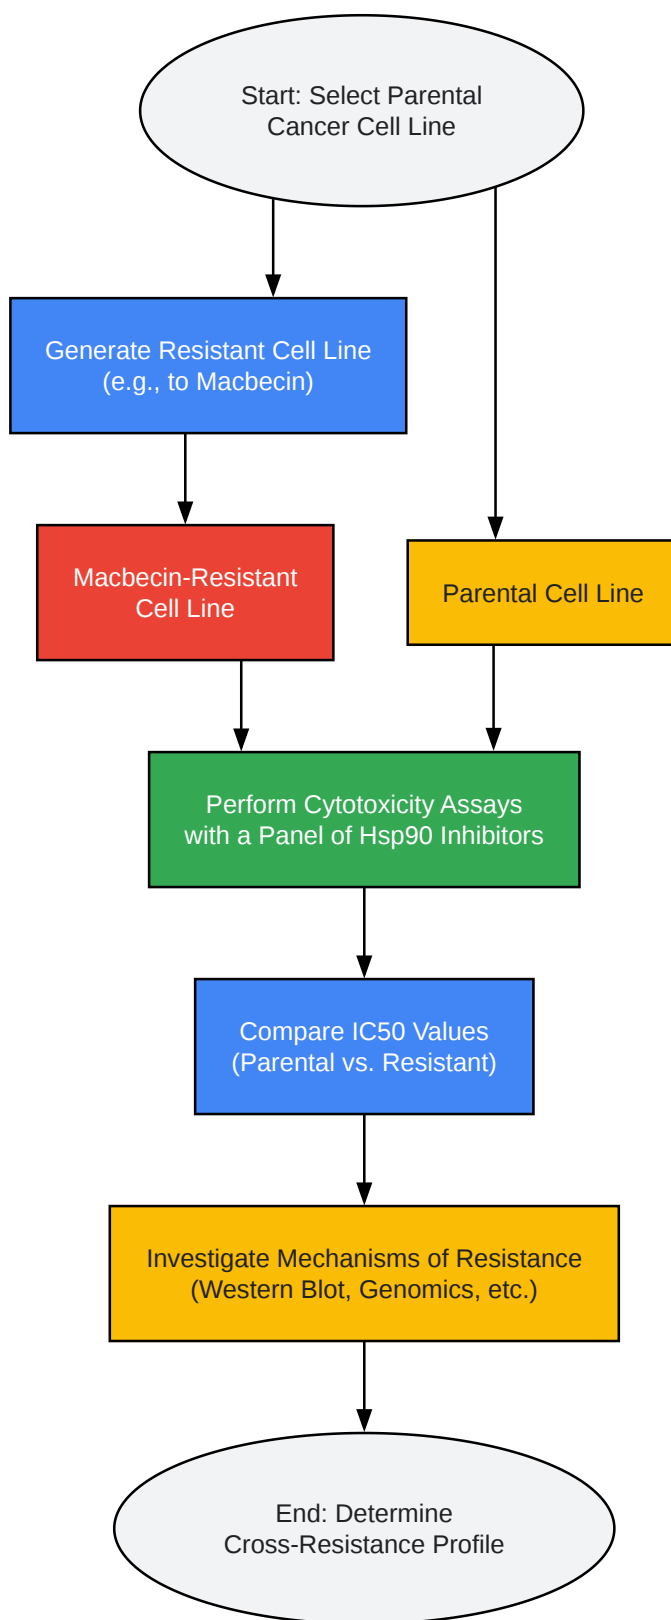 Start: Select Parental
Cancer Cell Line
Generate Resistant Cell Line
(e.g., to Macbecin)
Macbecin-Resistant
Cell Line
Parental Cell Line
Perform Cytotoxicity Assays
with a Panel of Hsp90 Inhibitors
Compare IC50 Values
(Parental vs. Resistant)
Investigate Mechanisms of Resistance
(Western Blot, Genomics, etc.)
End: Determine
Cross-Resistance Profile